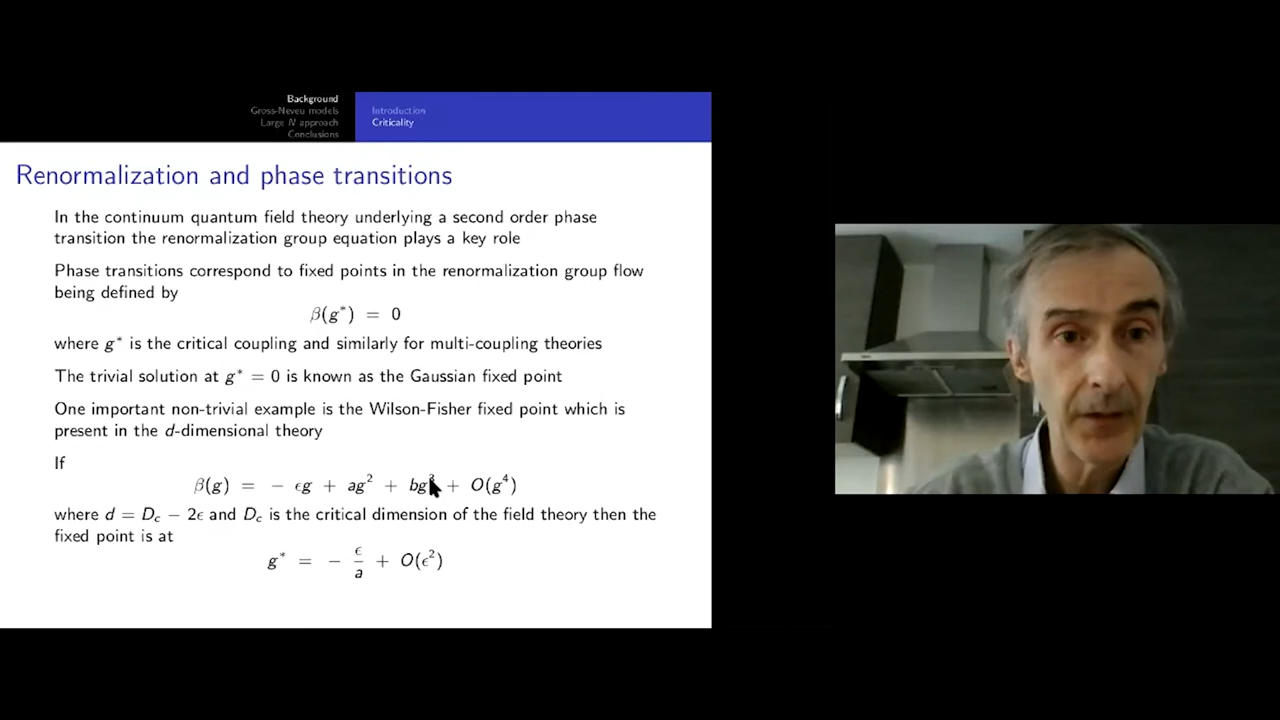 Background
Gross-Neveu models
Large N approach
Conclusions
Introduction
Criticality
Renormalization and phase transitions
In the continuum quantum field theory underlying a second order phase
transition the renormalization group equation plays a key role
Phase transitions correspond to fixed points in the renormalization group flow
being defined by
β(g*) = 0
where g* is the critical coupling and similarly for multi-coupling theories
The trivial solution at g* = 0 is known as the Gaussian fixed point
One important non-trivial example is the Wilson-Fisher fixed point which is
present in the d-dimensional theory
If
β(g) = − ϵg + ag² + bg³ + O(g⁴)
where d = D_c − 2ϵ and D_c is the critical dimension of the field theory then the
fixed point is at
g* = − ϵ/a + O(ϵ²)